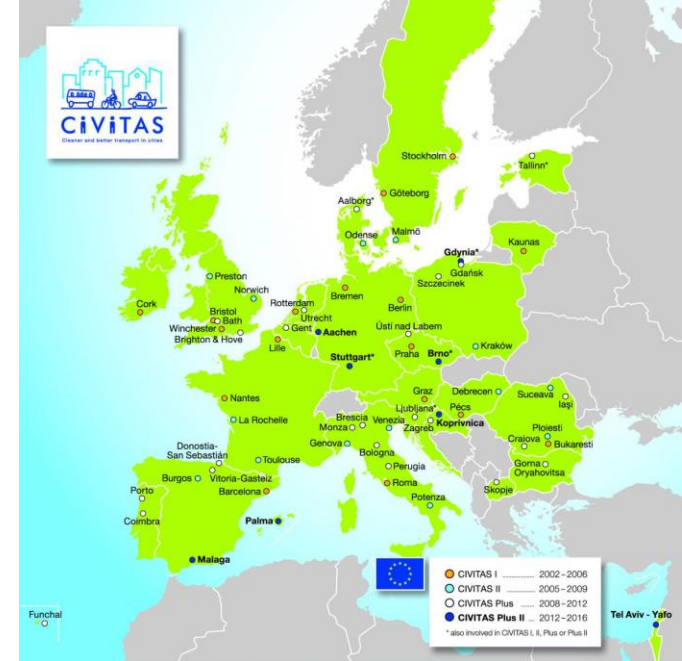 CiViTAS
Cleaner and better transport in cities
Stockholm
Tallinn*
Göteborg
Aalborg*
Odense
Malmö
Kaunas
Gdynia*
Gdańsk
Szczecinek
Preston
Norwich
Cork
Bristol
Bath
Winchester
Brighton & Hove
Rotterdam
Utrecht
Gent
Lille
Bremen
Berlin
Aachen
Ústí nad Labem
Stuttgart*
Praha
Brno*
Kraków
Nantes
La Rochelle
Graz
Debrecen
Suceava
Iaşi
Ljubljana*
Pécs
Koprivnica
Zagreb
Brescia
Monza
Venezia
Genova
Bologna
Ploiesti
Craiova
Bukaresti
Donostia-
San Sebastián
Toulouse
Burgos
Vitoria-Gasteiz
Barcelona
Perugia
Roma
Potenza
Gorna
Oryahovitsa
Skopje
Porto
Coimbra
Palma
Malaga
Funchal
Tel Aviv - Yafo
CIVITAS I ............ 2002–2006
CIVITAS II ........... 2005–2009
CIVITAS Plus ..... 2008–2012
CIVITAS Plus II .. 2012–2016
* also involved in CIVITAS I, II, Plus or Plus II